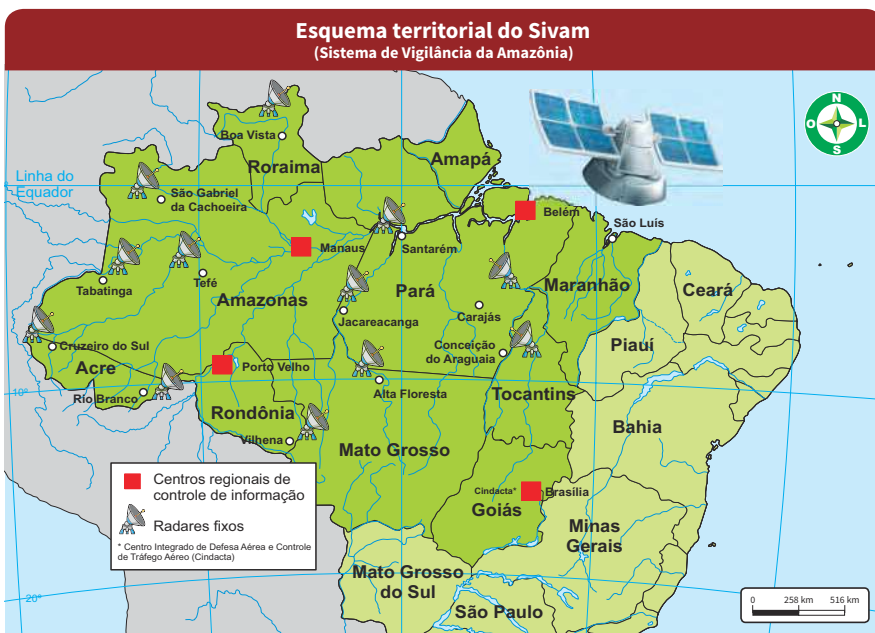 Esquema territorial do Sivam
(Sistema de Vigilância da Amazônia)
N
O
L
S
Linha do
Equador
Boa Vista
Roraima
Amapá
São Gabriel
da Cachoeira
Belém
São Luís
Manaus
Santarém
Tabatinga
Tefé
Amazonas
Pará
Maranhão
Ceará
Jacareacanga
Carajás
Cruzeiro do Sul
Conceição
do Araguaia
Piauí
Acre
Porto Velho
10°
Rio Branco
Alta Floresta
Tocantins
Rondônia
Bahia
Vilhena
Mato Grosso
Cindacta*
Brasília
Goiás
Minas
Gerais
Mato Grosso
do Sul
São Paulo
20°
Centros regionais de
controle de informação
Radares fixos
* Centro Integrado de Defesa Aérea e Controle
de Tráfego Aéreo (Cindacta)
0 258 km 516 km